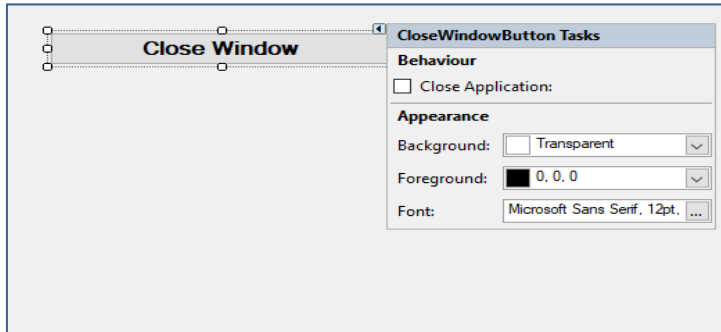 Close Window
CloseWindowButton Tasks
Behaviour
Close Application:
Appearance
Background: Transparent
Foreground: 0, 0, 0
Font: Microsoft Sans Serif, 12pt, ...